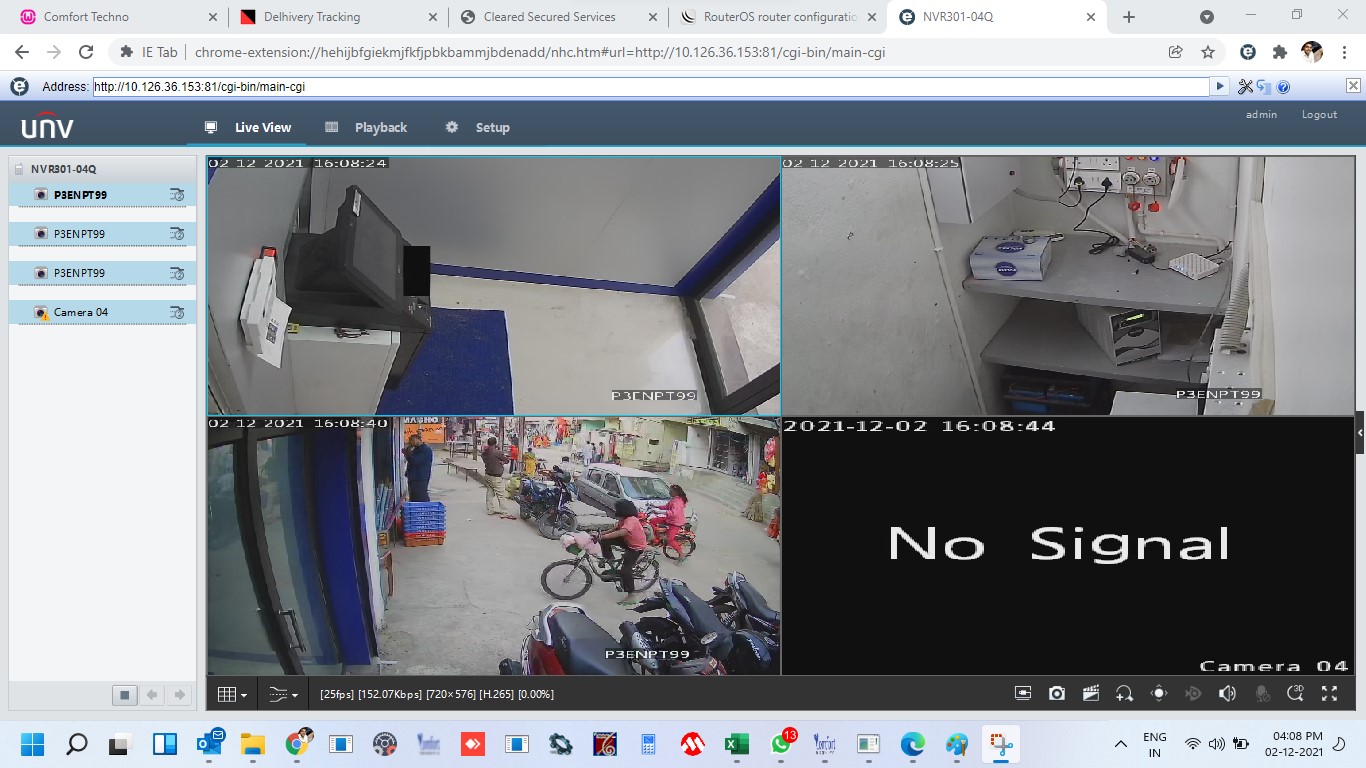 Comfort Techno
Delhivery Tracking
Cleared Secured Services
RouterOS router configuratio
NVR301-04Q
IE Tab
chrome-extension://hehijbfgiekmjfkfjpbkbammjbdenadd/nhc.htm#url=http://10.126.36.153:81/cgi-bin/main-cgi
Address: http://10.126.36.153:81/cgi-bin/main-cgi
unv
Live View
Playback
Setup
admin
Logout
NVR301-04Q
P3ENPT99
P3ENPT99
P3ENPT99
Camera 04
02 12 2021 16:08:24
P3ENPT99
02 12 2021 16:08:25
P3ENPT99
02 12 2021 16:08:40
P3ENPT99
2021-12-02 16:08:44
No Signal
Camera 04
[25fps] [152.07Kbps] [720×576] [H.265] [0.00%]
3D
13
ENG
IN
04:08 PM
02-12-2021